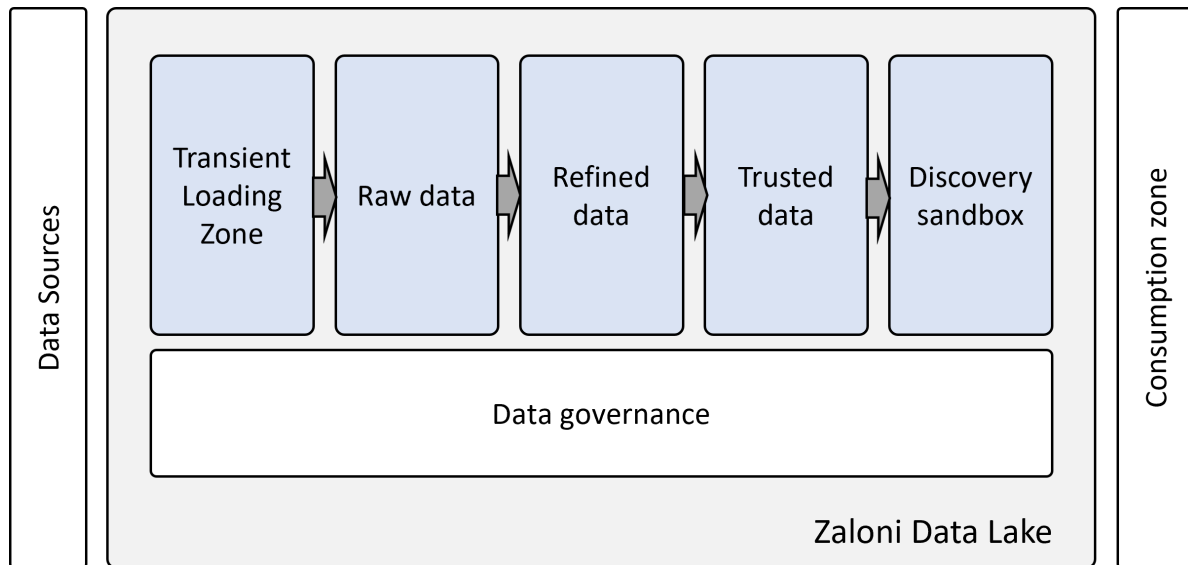 Data Sources
Transient
Loading
Zone
Raw data
Refined
data
Trusted
data
Discovery
sandbox
Data governance
Zaloni Data Lake
Consumption zone